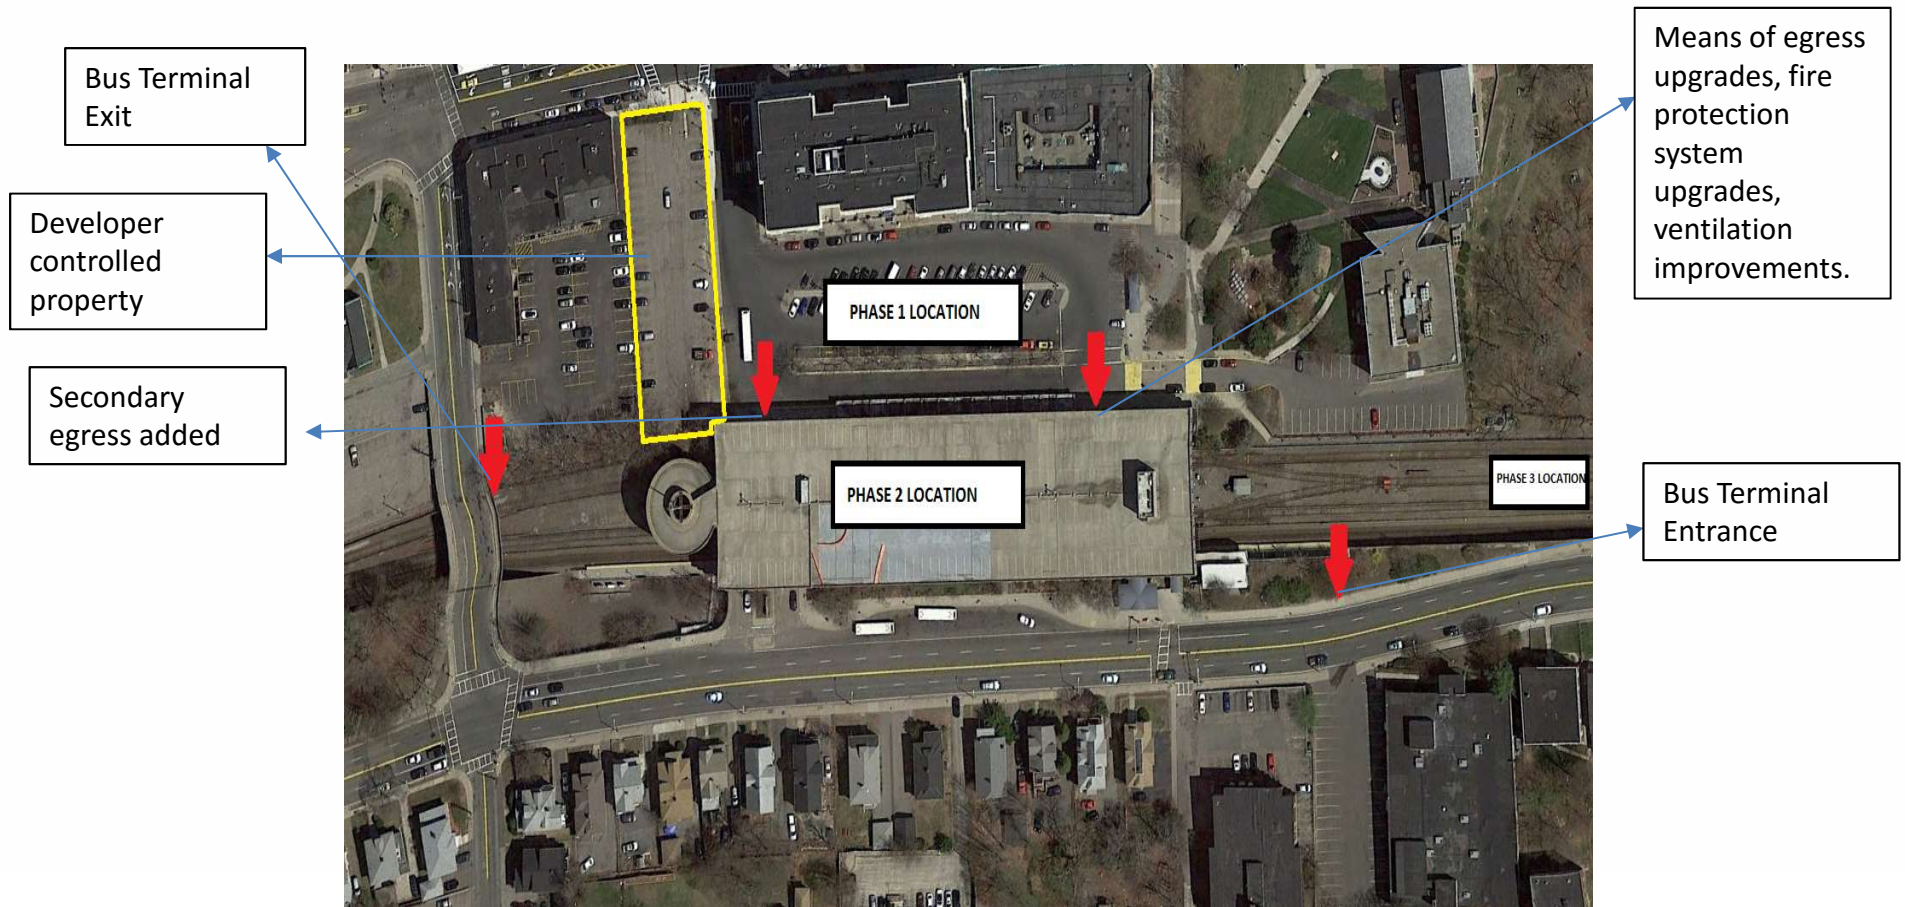 Bus Terminal
Exit
Developer
controlled
property
Secondary
egress added
PHASE 1 LOCATION
PHASE 2 LOCATION
PHASE 3 LOCATION
Means of egress
upgrades, fire
protection
system
upgrades,
ventilation
improvements.
Bus Terminal
Entrance